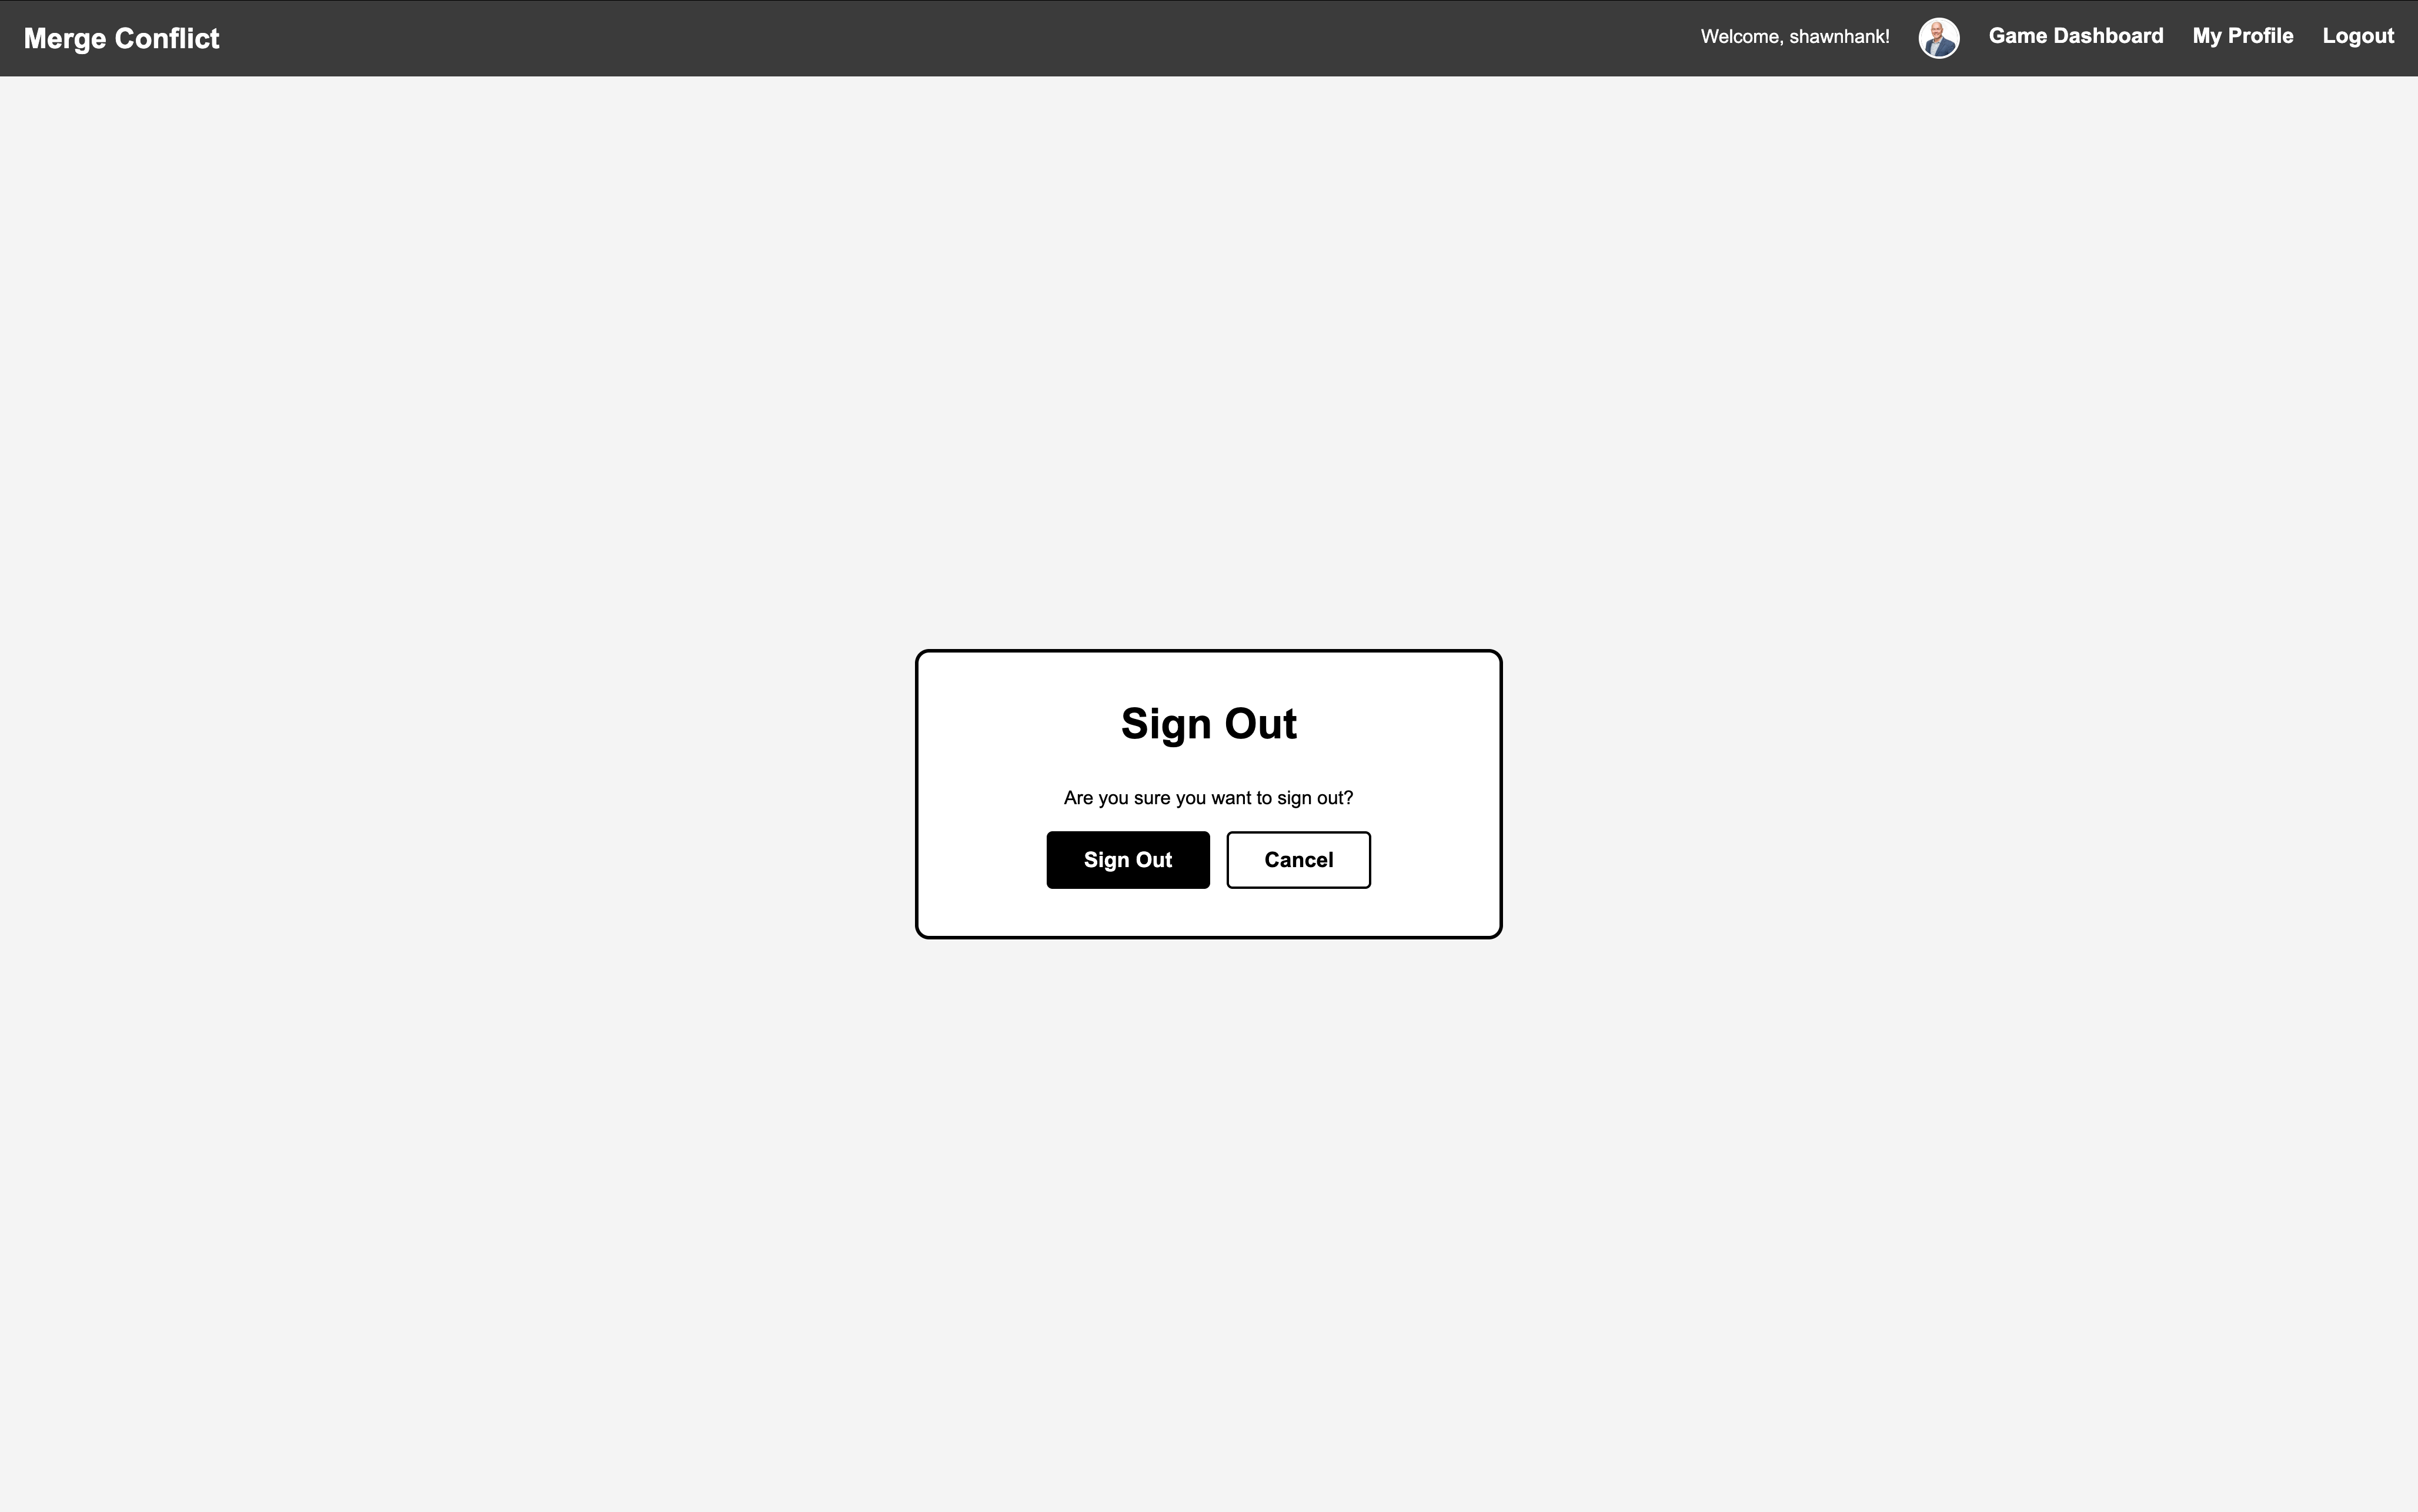 Merge Conflict
Welcome, shawnhank! Game Dashboard My Profile Logout
Sign Out
Are you sure you want to sign out?
Sign Out Cancel